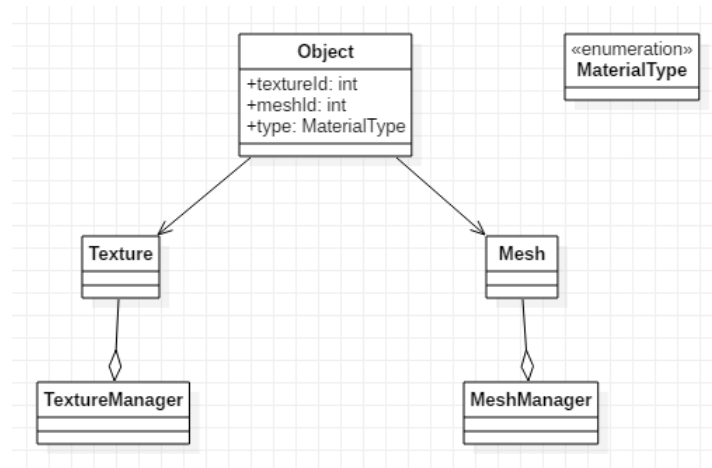 Object
+textureId: int
+meshId: int
+type: MaterialType
«enumeration»
MaterialType
Texture
Mesh
TextureManager
MeshManager